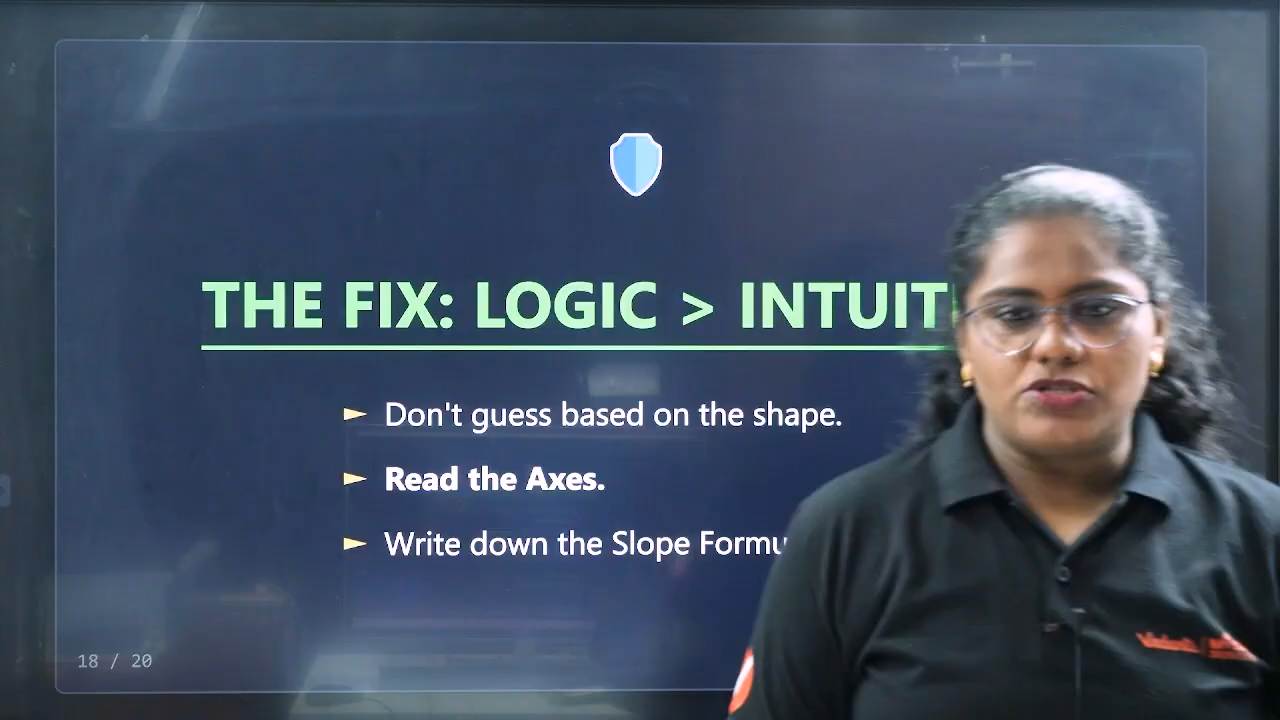 THE FIX: LOGIC > INTUIT
► Don't guess based on the shape.
► Read the Axes.
► Write down the Slope Formu
18 / 20